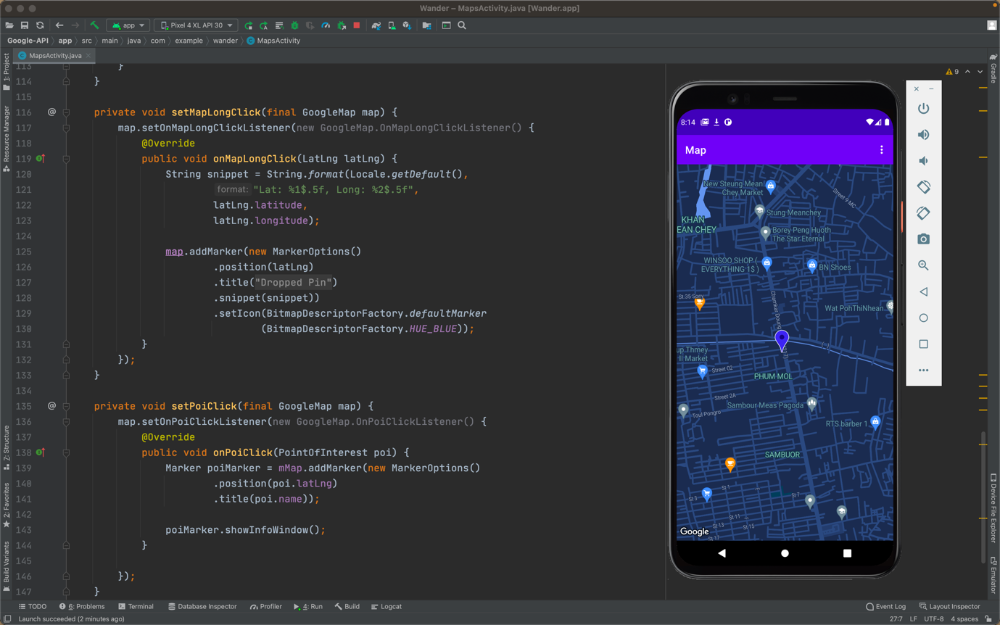 Wander – MapsActivity.java [Wander.app]
app
Pixel 4 XL API 30
Google-API
app
src
main
java
com
example
wander
MapsActivity
MapsActivity.java
1: Project
Resource Manager
Z: Structure
2: Favorites
Build Variants
113 }
114 }
115
116 private void setMapLongClick(final GoogleMap map) {
117 map.setOnMapLongClickListener(new GoogleMap.OnMapLongClickListener() {
118 @Override
119 public void onMapLongClick(LatLng latLng) {
120 String snippet = String.format(Locale.getDefault(),
121 format: "Lat: %1$.5f, Long: %2$.5f",
122 latLng.latitude,
123 latLng.longitude);
124
125 map.addMarker(new MarkerOptions()
126 .position(latLng)
127 .title("Dropped Pin")
128 .snippet(snippet))
129 .setIcon(BitmapDescriptorFactory.defaultMarker
130 (BitmapDescriptorFactory.HUE_BLUE));
131 }
132 });
133 }
134
135 private void setPoiClick(final GoogleMap map) {
136 map.setOnPoiClickListener(new GoogleMap.OnPoiClickListener() {
137 @Override
138 public void onPoiClick(PointOfInterest poi) {
139 Marker poiMarker = mMap.addMarker(new MarkerOptions()
140 .position(poi.latLng)
141 .title(poi.name));
142
143 poiMarker.showInfoWindow();
144 }
145
146 });
147 }
9
8:14
Map
New Steung Mean
Chey Market
Street 9 MC
Stung Meanchey
KHAN
EAN CHEY
Borey Peng Huoth
The Star Eternal
WINSOO SHOP (
EVERYTHING 1$ )
BN Shoes
St 35 Sony
Chamkar Doung
Wat PohThiNhean
(217)
up Thmey
II Market
Street 02
PHUM MOL
Street 2A
Sambour Meas Pagoda
Toul Pongro
RTS barber 1
SAMBUOR
St 1
St 3
St 7
St 11
St 13
St 15
St 17
Google
Gradle
Device File Explorer
Emulator
TODO
6: Problems
Terminal
Database Inspector
Profiler
4: Run
Build
Logcat
Event Log
Layout Inspector
Launch succeeded (2 minutes ago)
27:7
LF
UTF-8
4 spaces